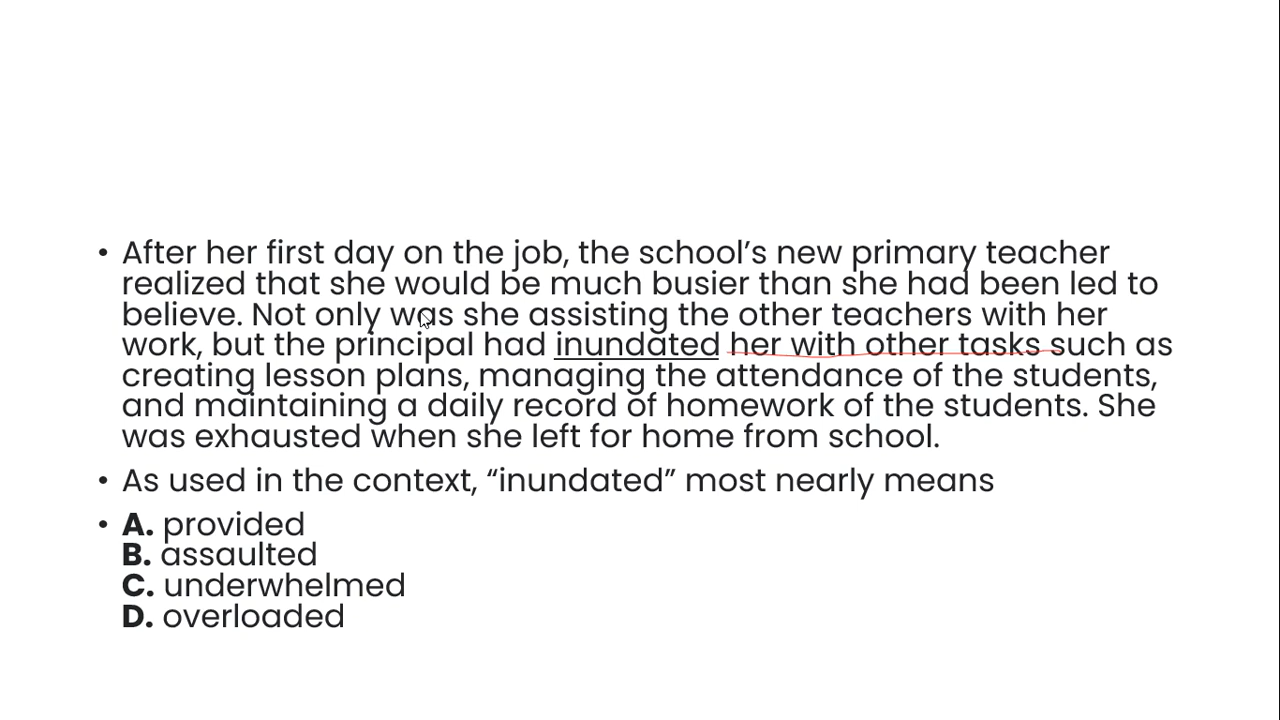 • After her first day on the job, the school’s new primary teacher
realized that she would be much busier than she had been led to
believe. Not only was she assisting the other teachers with her
work, but the principal had inundated her with other tasks such as
creating lesson plans, managing the attendance of the students,
and maintaining a daily record of homework of the students. She
was exhausted when she left for home from school.
• As used in the context, “inundated” most nearly means
• A. provided
B. assaulted
C. underwhelmed
D. overloaded